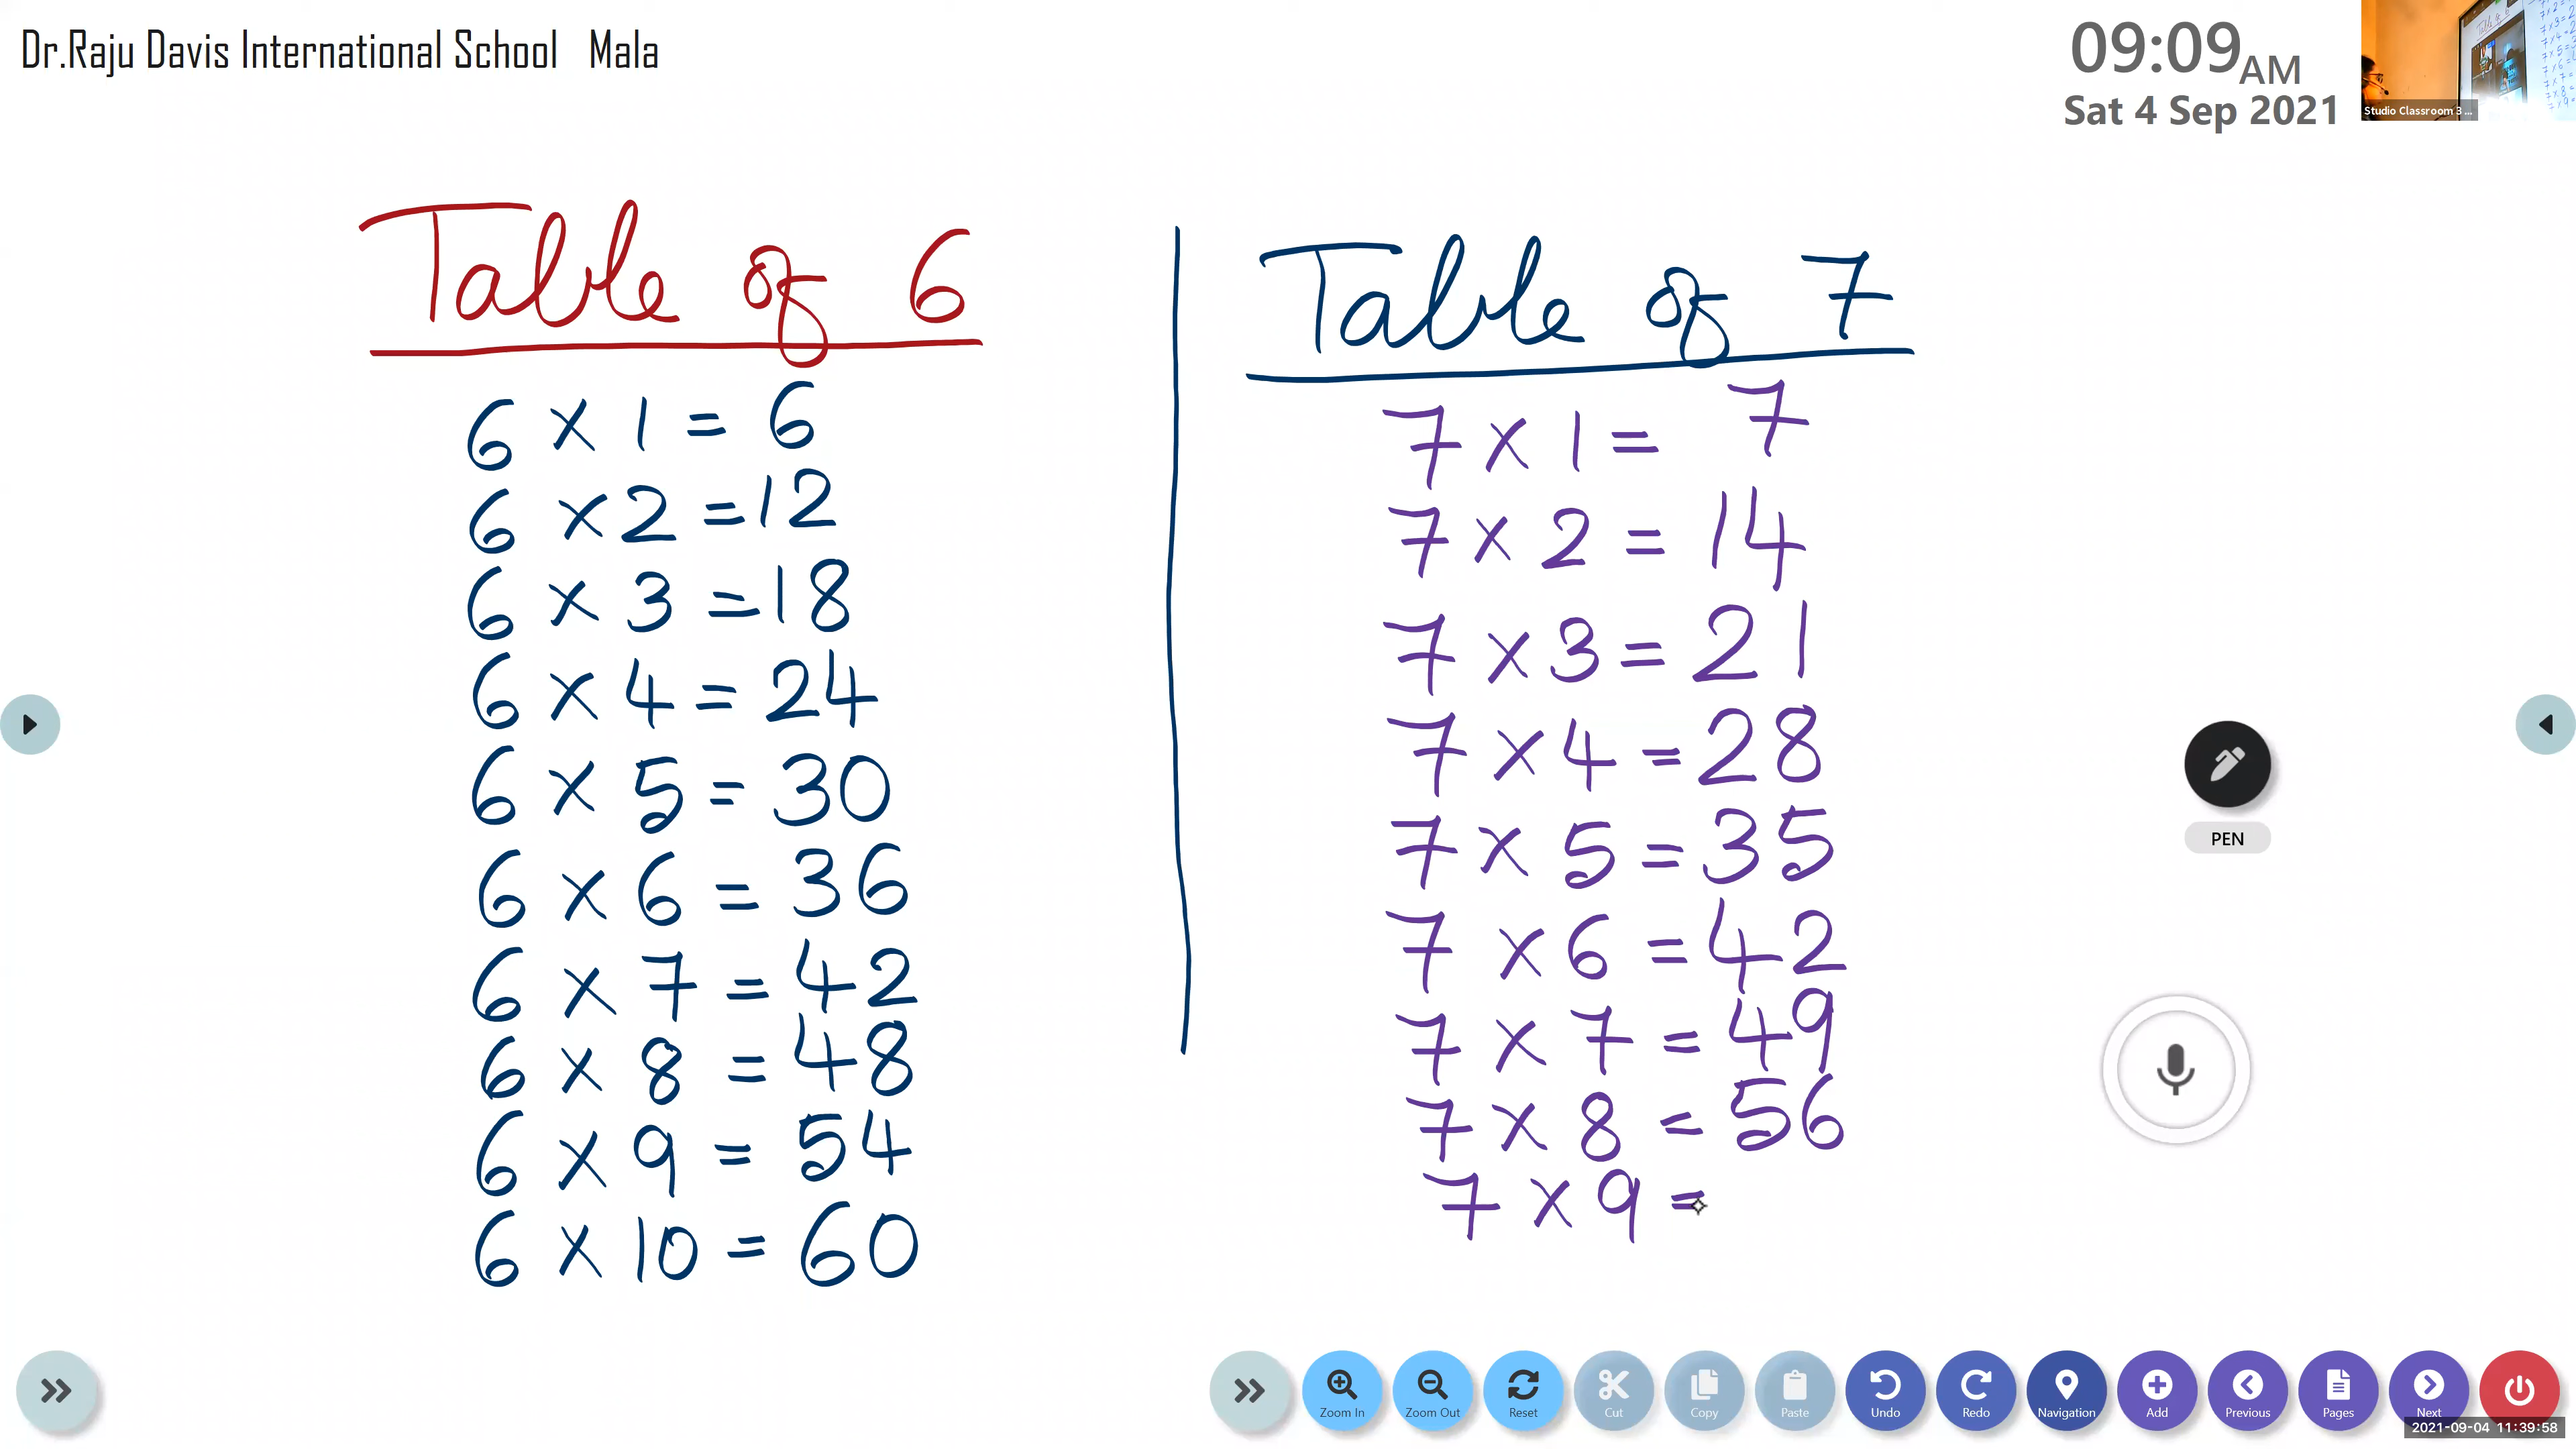 Dr.Raju Davis International School Mala
09:09 AM
Sat 4 Sep 2021
Studio Classroom 3 ...
Table of 6
6 × 1 = 6
6 × 2 = 12
6 × 3 = 18
6 × 4 = 24
6 × 5 = 30
6 × 6 = 36
6 × 7 = 42
6 × 8 = 48
6 × 9 = 54
6 × 10 = 60
Table of 7
7 × 1 = 7
7 × 2 = 14
7 × 3 = 21
7 × 4 = 28
7 × 5 = 35
7 × 6 = 42
7 × 7 = 49
7 × 8 = 56
7 × 9 =
PEN
Zoom In Zoom Out Reset Cut Copy Paste Undo Redo Navigation Add Previous Pages Next
2021-09-04 11:39:58